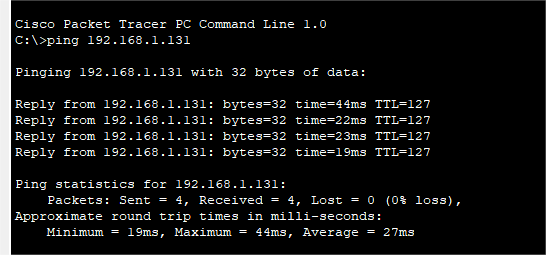 Cisco Packet Tracer PC Command Line 1.0
C:\>ping 192.168.1.131
Pinging 192.168.1.131 with 32 bytes of data:
Reply from 192.168.1.131: bytes=32 time=44ms TTL=127
Reply from 192.168.1.131: bytes=32 time=22ms TTL=127
Reply from 192.168.1.131: bytes=32 time=23ms TTL=127
Reply from 192.168.1.131: bytes=32 time=19ms TTL=127
Ping statistics for 192.168.1.131:
Packets: Sent = 4, Received = 4, Lost = 0 (0% loss),
Approximate round trip times in milli-seconds:
Minimum = 19ms, Maximum = 44ms, Average = 27ms